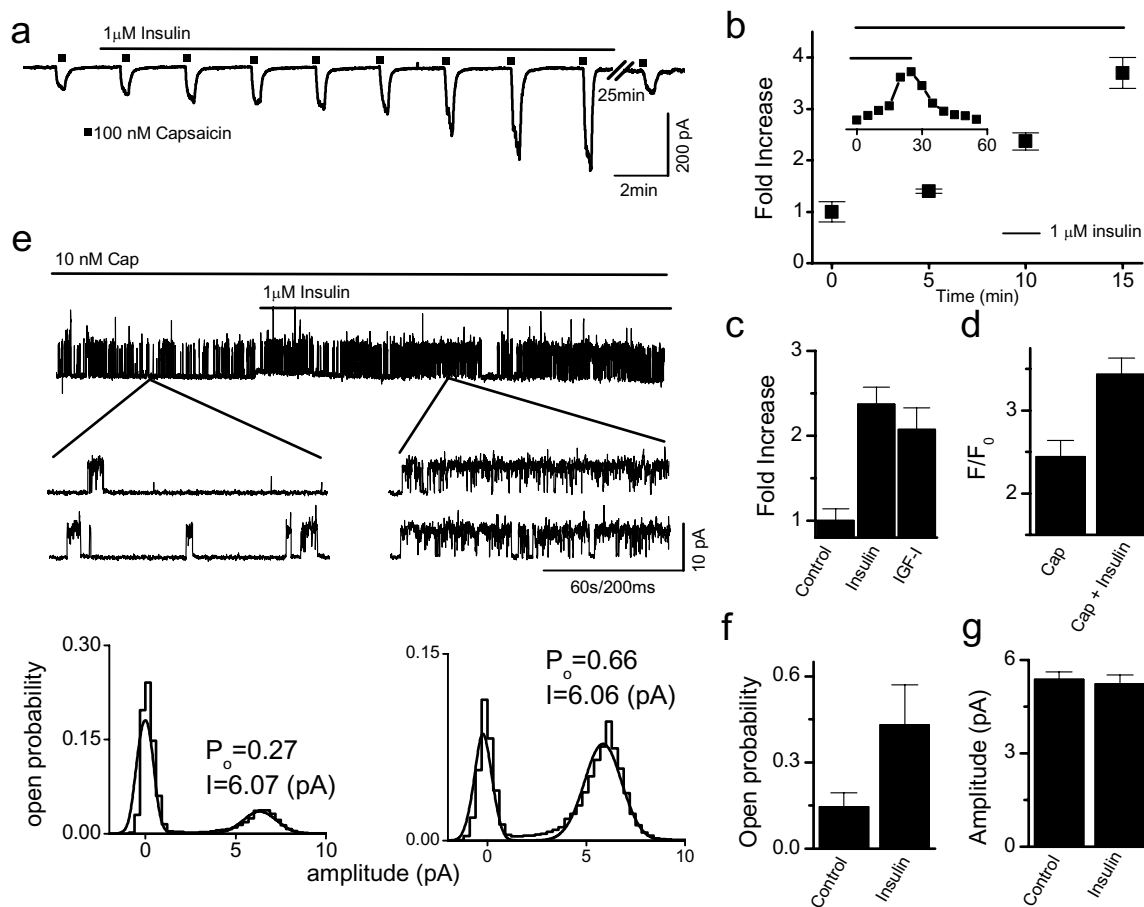 a
1μM Insulin
25min
■100 nM Capsaicin
200 pA
2min
b
Fold Increase
4
3
2
1
0
0 30 60
1 μM insulin
0 5 10 15
Time (min)
e
10 nM Cap
1μM Insulin
10 pA
60s/200ms
c
Fold Increase
3
2
1
Control
Insulin
IGF-I
d
F/F0
3
2
Cap
Cap + Insulin
open probability
0.30
0.15
0.00
Po=0.27
I=6.07 (pA)
0 5 10
0.15
0.00
Po=0.66
I=6.06 (pA)
0 5 10
amplitude (pA)
f
Open probability
0.6
0.3
0.0
Control
Insulin
g
Amplitude (pA)
6
3
6
Control
Insulin